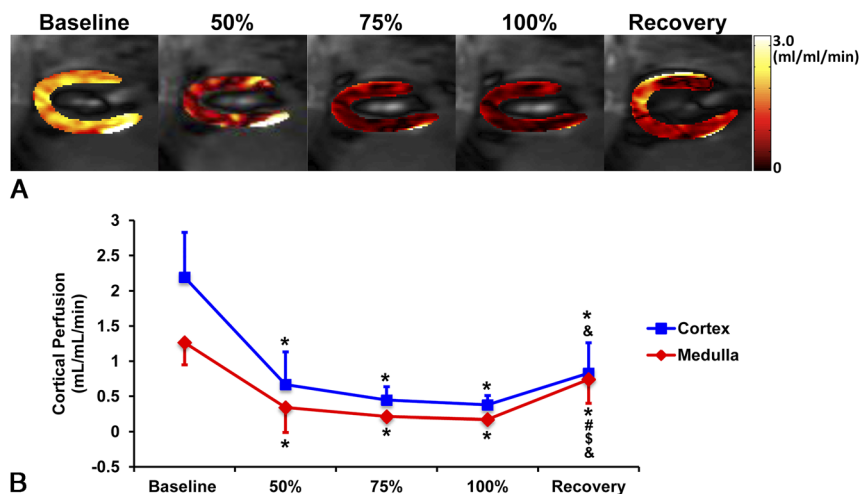 Baseline 50% 75% 100% Recovery
3.0
(ml/ml/min)
0
A
3
2.5
2
1.5
1
0.5
0
-0.5
Cortical Perfusion
(mL/mL/min)
* * * *
&
* * * *
#
$
&
Cortex
Medulla
B
Baseline 50% 75% 100% Recovery